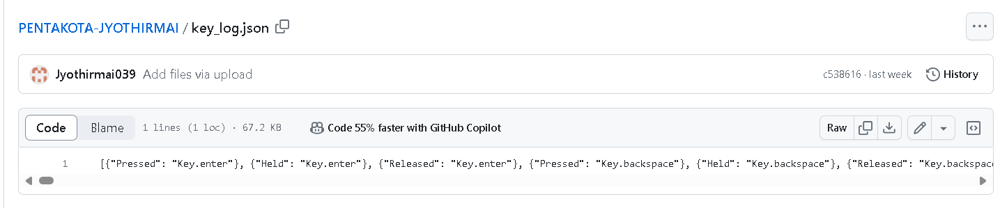 PENTAKOTA-JYOTHIRMAI / key_log.json
Jyothirmai039 Add files via upload c538616 · last week History
Code Blame 1 lines (1 loc) · 67.2 KB Code 55% faster with GitHub Copilot Raw
1 [{"Pressed": "Key.enter"}, {"Held": "Key.enter"}, {"Released": "Key.enter"}, {"Pressed": "Key.backspace"}, {"Held": "Key.backspace"}, {"Released": "Key.backspac